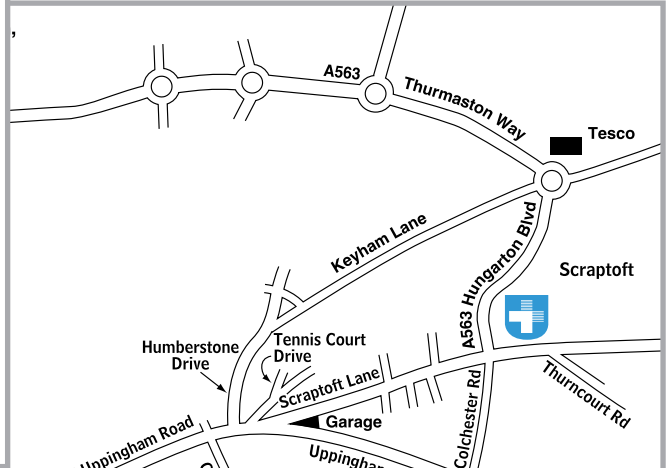 ,
A563
Thurmaston Way
Tesco
Keyham Lane
A563 Hungarton Blvd
Scraptoft
Humberstone
Drive
Tennis Court
Drive
Scraptoft Lane
Thurncourt Rd
Colchester Rd
Garage
Uppingham Road
Uppingham